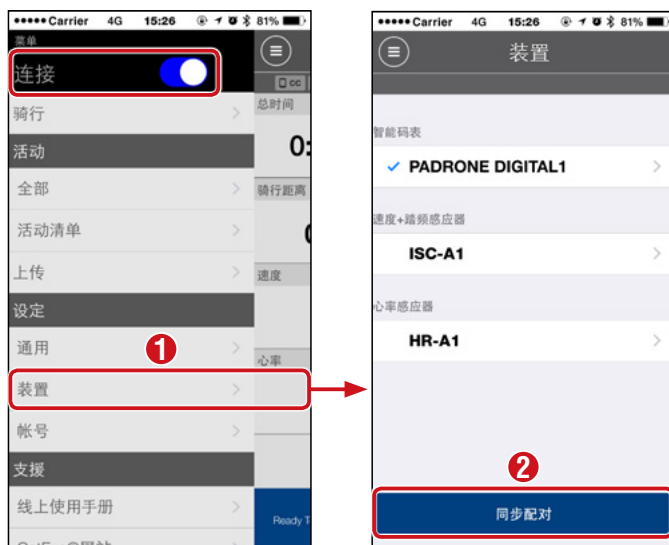 Carrier 4G 15:26 81%
菜单
连接
骑行
活动
全部
活动清单
上传
设定
通用
装置
帐号
支援
线上使用手册
CC
总时间
0:
骑行距离
速度
心率
Ready T
1
Carrier 4G 15:26 81%
装置
智能码表
PADRONE DIGITAL1
速度+踏频感应器
ISC-A1
心率感应器
HR-A1
2
同步配对